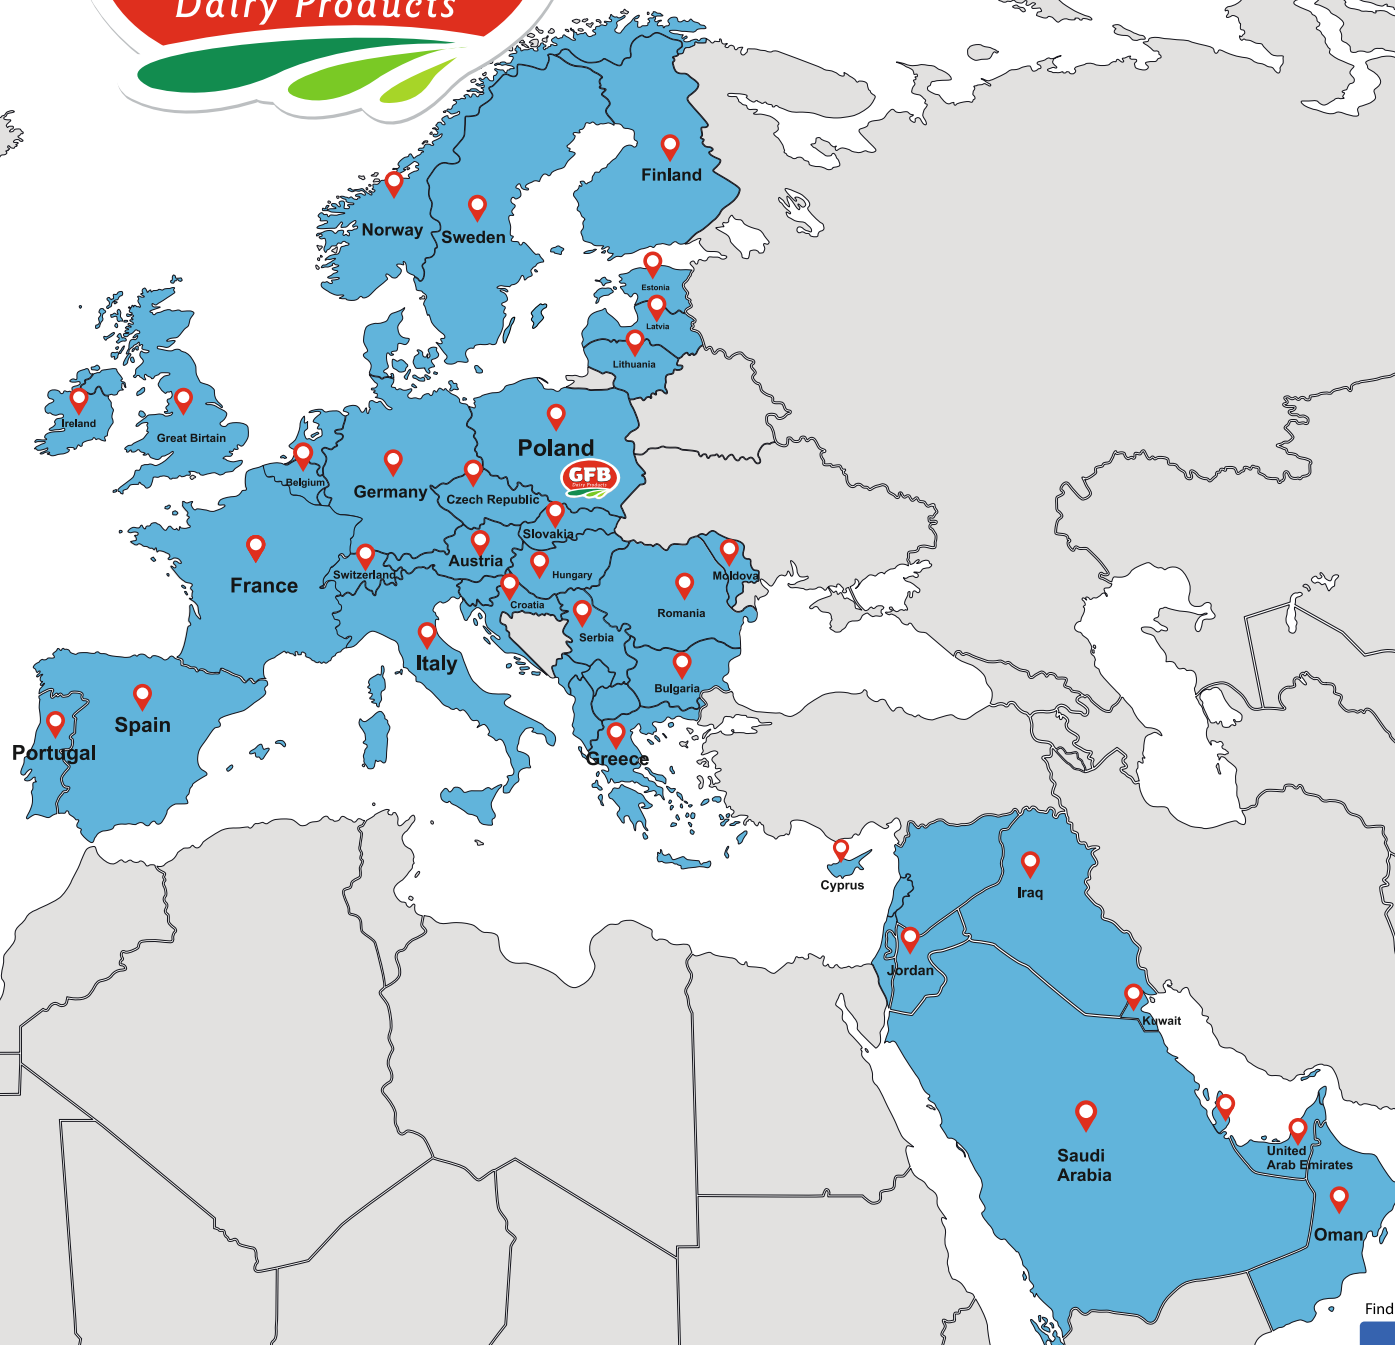 Dairy Products
Finland
Norway
Sweden
Estonia
Latvia
Lithuania
Ireland
Great Birtain
Poland
GFB
Dairy Products
Belgium
Germany
Czech Republic
Slovakia
Austria
Switzerland
Hungary
Moldova
France
Croatia
Romania
Serbia
Italy
Bulgaria
Spain
Portugal
Greece
Cyprus
Iraq
Jordan
Kuwait
Saudi
Arabia
United
Arab Emirates
Oman
Find